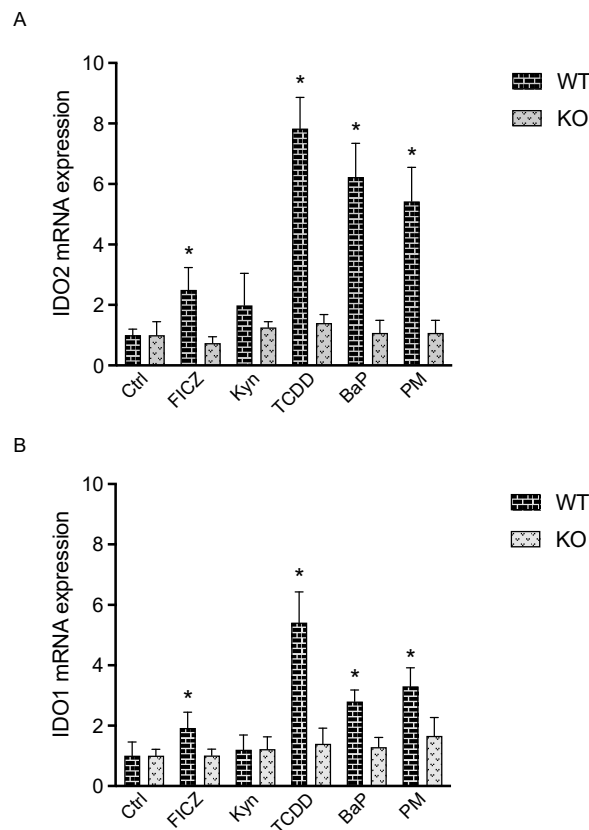 A
IDO2 mRNA expression
10
8
6
4
2
0
*
*
*
*
Ctrl
FICZ
Kyn
TCDD
BaP
PM
WT
KO
B
IDO1 mRNA expression
10
8
6
4
2
0
*
*
*
*
Ctrl
FICZ
Kyn
TCDD
BaP
PM
WT
KO